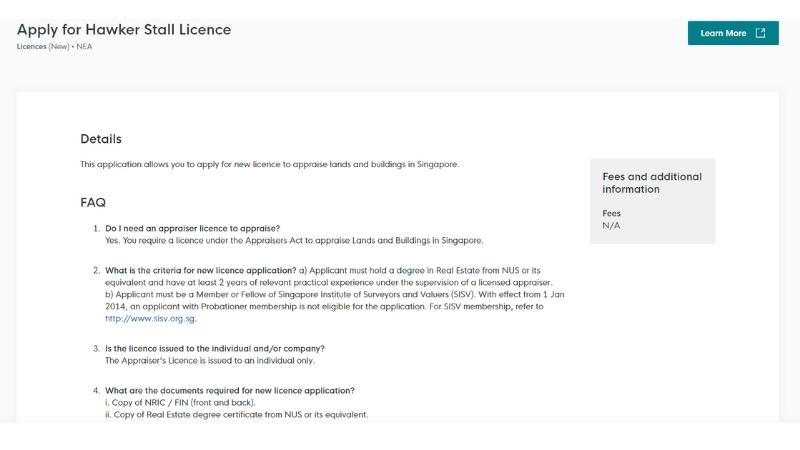 Apply for Hawker Stall Licence
Licences (New) • NEA
Learn More
Details
This application allows you to apply for new licence to appraise lands and buildings in Singapore.
Fees and additional
information
Fees
N/A
FAQ
1. Do I need an appraiser licence to appraise?
Yes. You require a licence under the Appraisers Act to appraise Lands and Buildings in Singapore.
2. What is the criteria for new licence application? a) Applicant must hold a degree in Real Estate from NUS or its
equivalent and have at least 2 years of relevant practical experience under the supervision of a licensed appraiser.
b) Applicant must be a Member or Fellow of Singapore Institute of Surveyors and Valuers (SISV). With effect from 1 Jan
2014, an applicant with Probationer membership is not eligible for the application. For SISV membership, refer to
http://www.sisv.org.sg.
3. Is the licence issued to the individual and/or company?
The Appraiser's Licence is issued to an individual only.
4. What are the documents required for new licence application?
i. Copy of NRIC / FIN (front and back).
ii. Copy of Real Estate degree certificate from NUS or its equivalent.